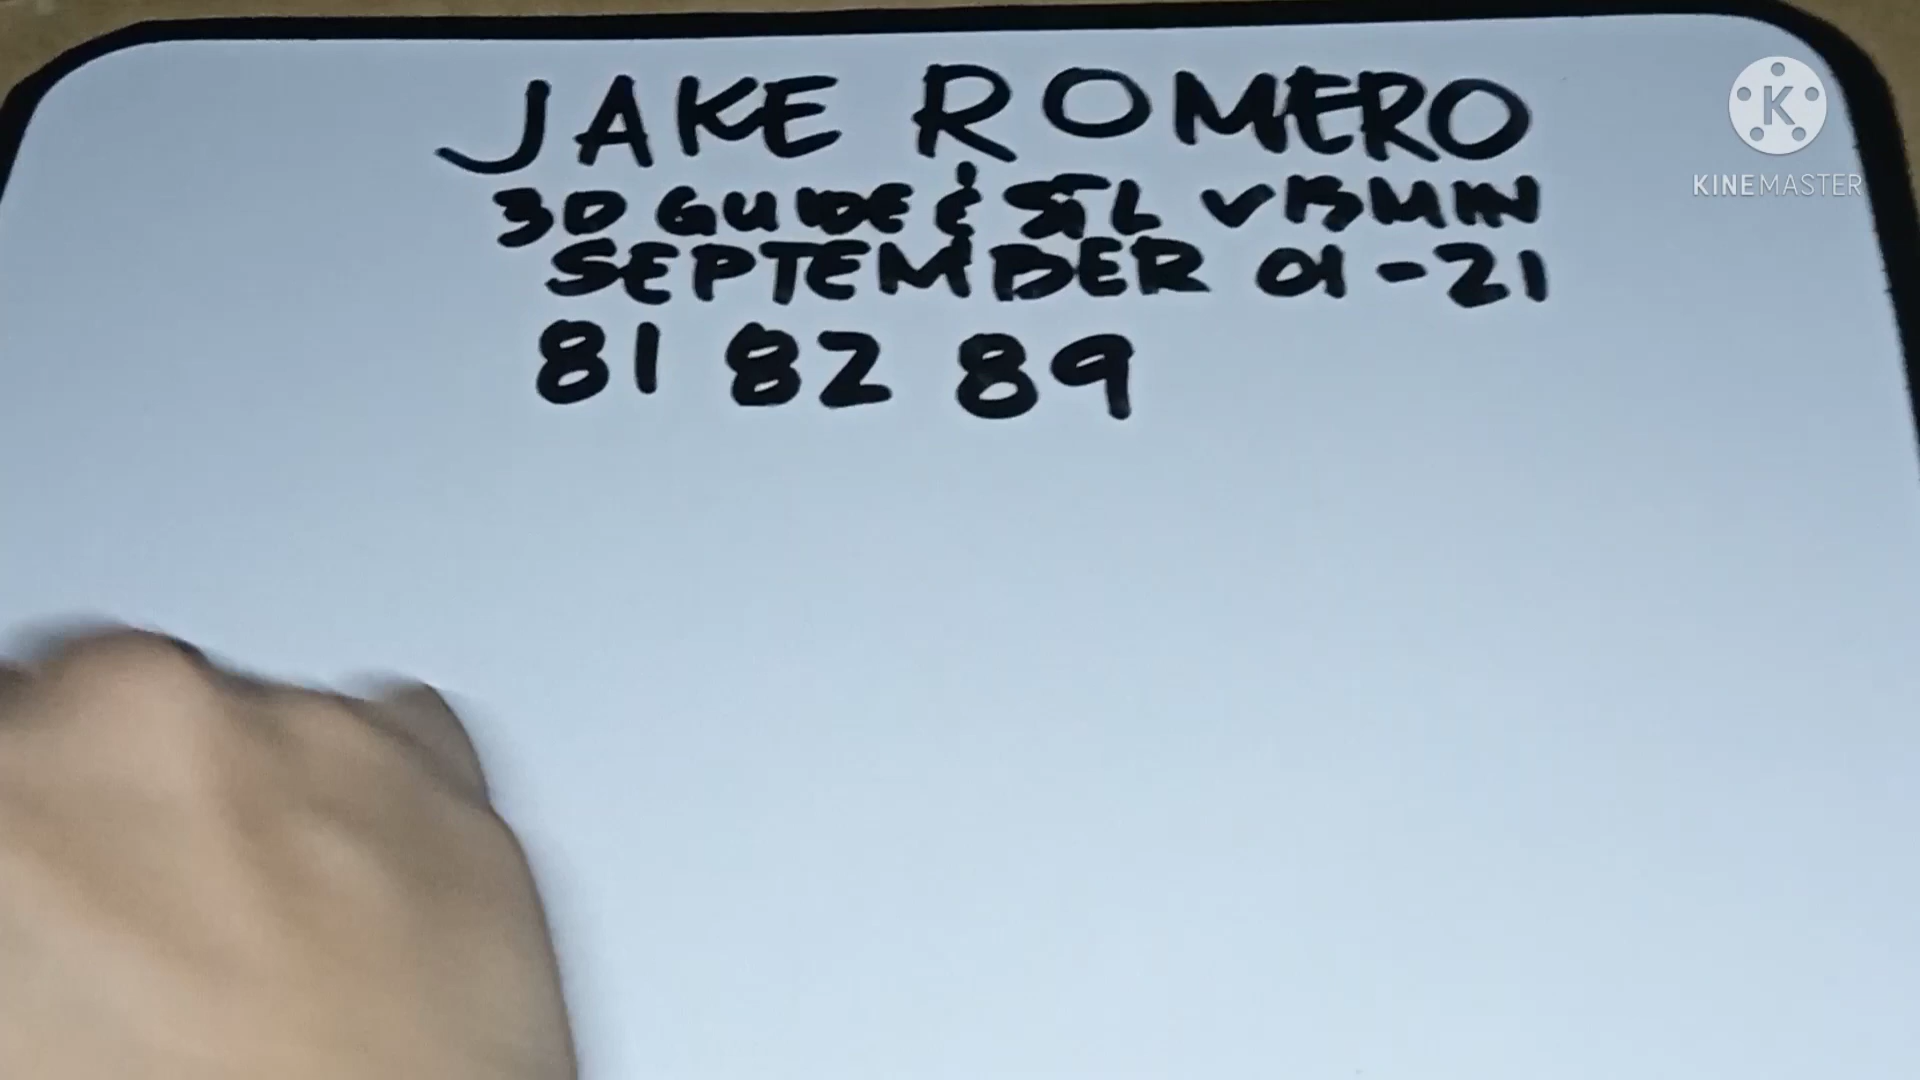 JAKE ROMERO
3D GUIDE & STL VISMIN
SEPTEMBER 01-21
81 82 89
K
KINEMASTER